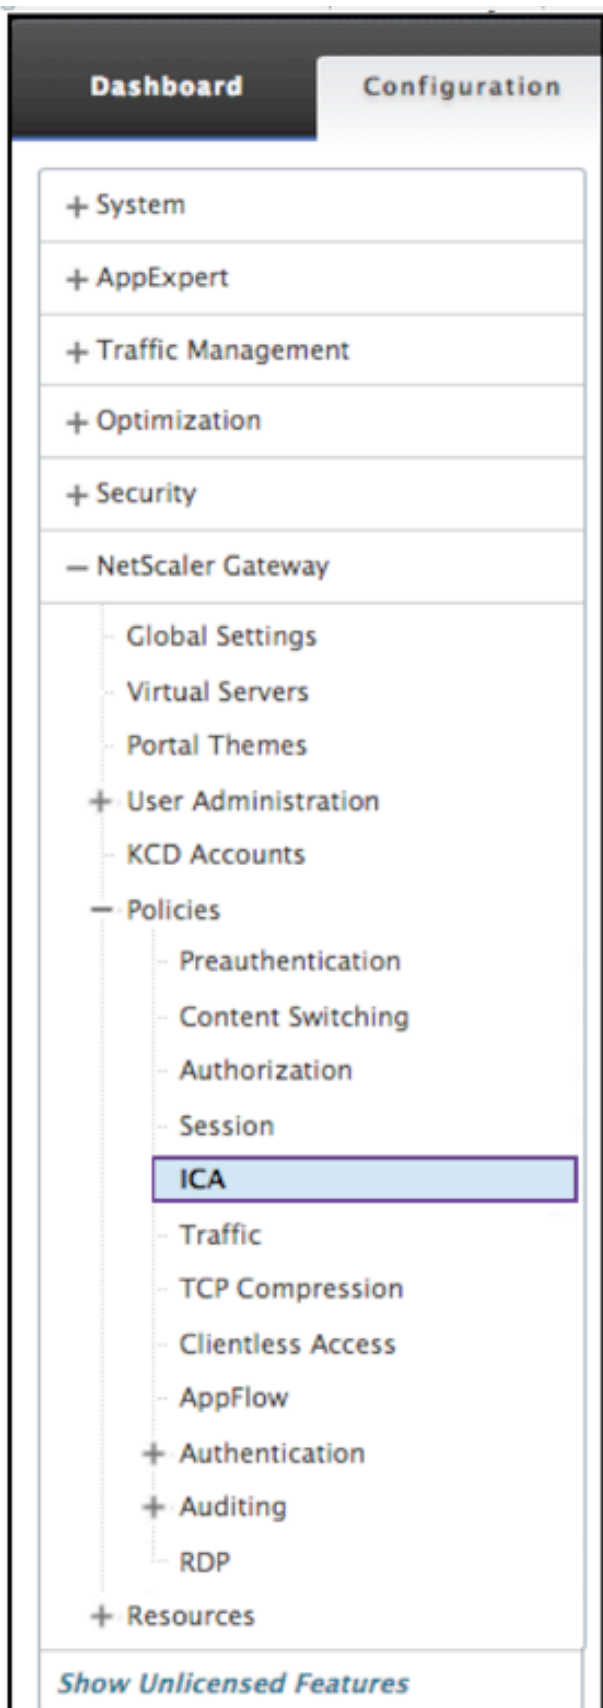 Dashboard Configuration
System
AppExpert
Traffic Management
Optimization
Security
NetScaler Gateway
Global Settings
Virtual Servers
Portal Themes
User Administration
KCD Accounts
Policies
Preauthentication
Content Switching
Authorization
Session
ICA
Traffic
TCP Compression
Clientless Access
AppFlow
Authentication
Auditing
RDP
Resources
Show Unlicensed Features